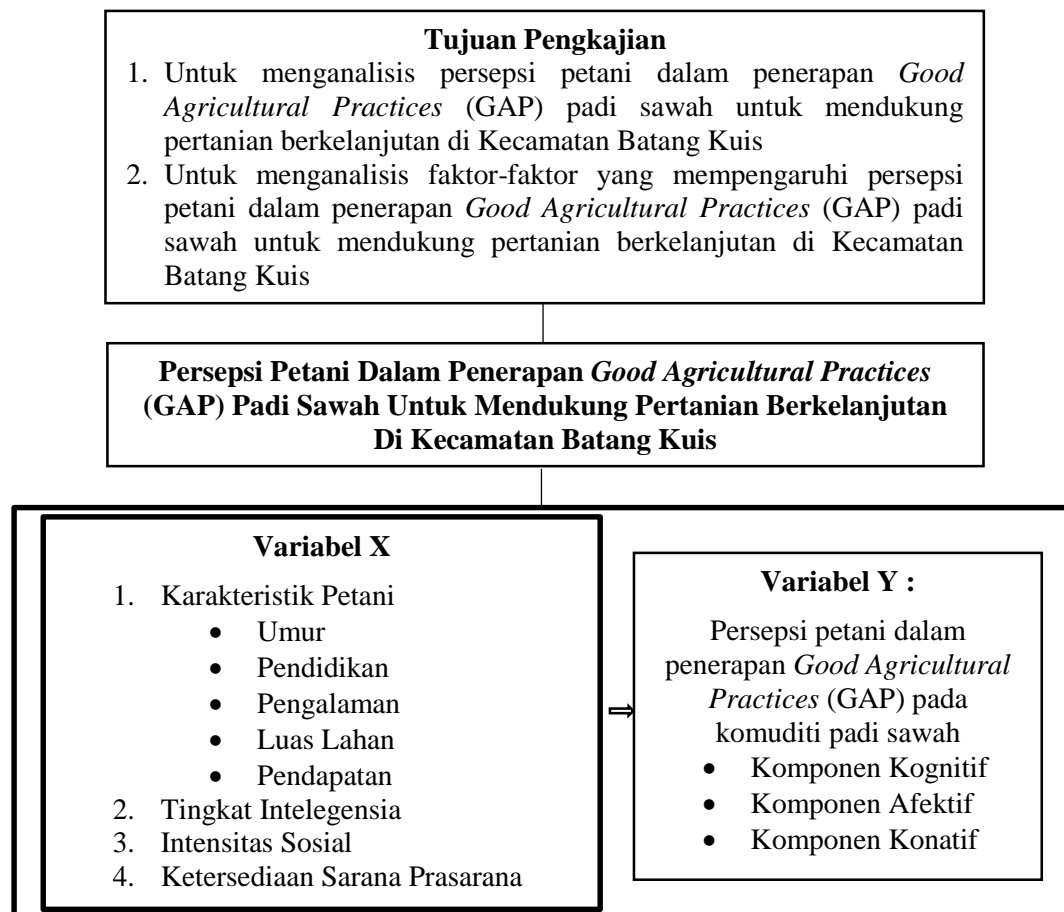 Tujuan Pengkajian
1. Untuk menganalisis persepsi petani dalam penerapan Good
Agricultural Practices (GAP) padi sawah untuk mendukung
pertanian berkelanjutan di Kecamatan Batang Kuis
2. Untuk menganalisis faktor-faktor yang mempengaruhi persepsi
petani dalam penerapan Good Agricultural Practices (GAP) padi
sawah untuk mendukung pertanian berkelanjutan di Kecamatan
Batang Kuis
Persepsi Petani Dalam Penerapan Good Agricultural Practices
(GAP) Padi Sawah Untuk Mendukung Pertanian Berkelanjutan
Di Kecamatan Batang Kuis
Variabel X
1. Karakteristik Petani
• Umur
• Pendidikan
• Pengalaman
• Luas Lahan
• Pendapatan
2. Tingkat Intelegensia
3. Intensitas Sosial
4. Ketersediaan Sarana Prasarana
⇒
Variabel Y :
Persepsi petani dalam
penerapan Good Agricultural
Practices (GAP) pada
komuditi padi sawah
• Komponen Kognitif
• Komponen Afektif
• Komponen Konatif